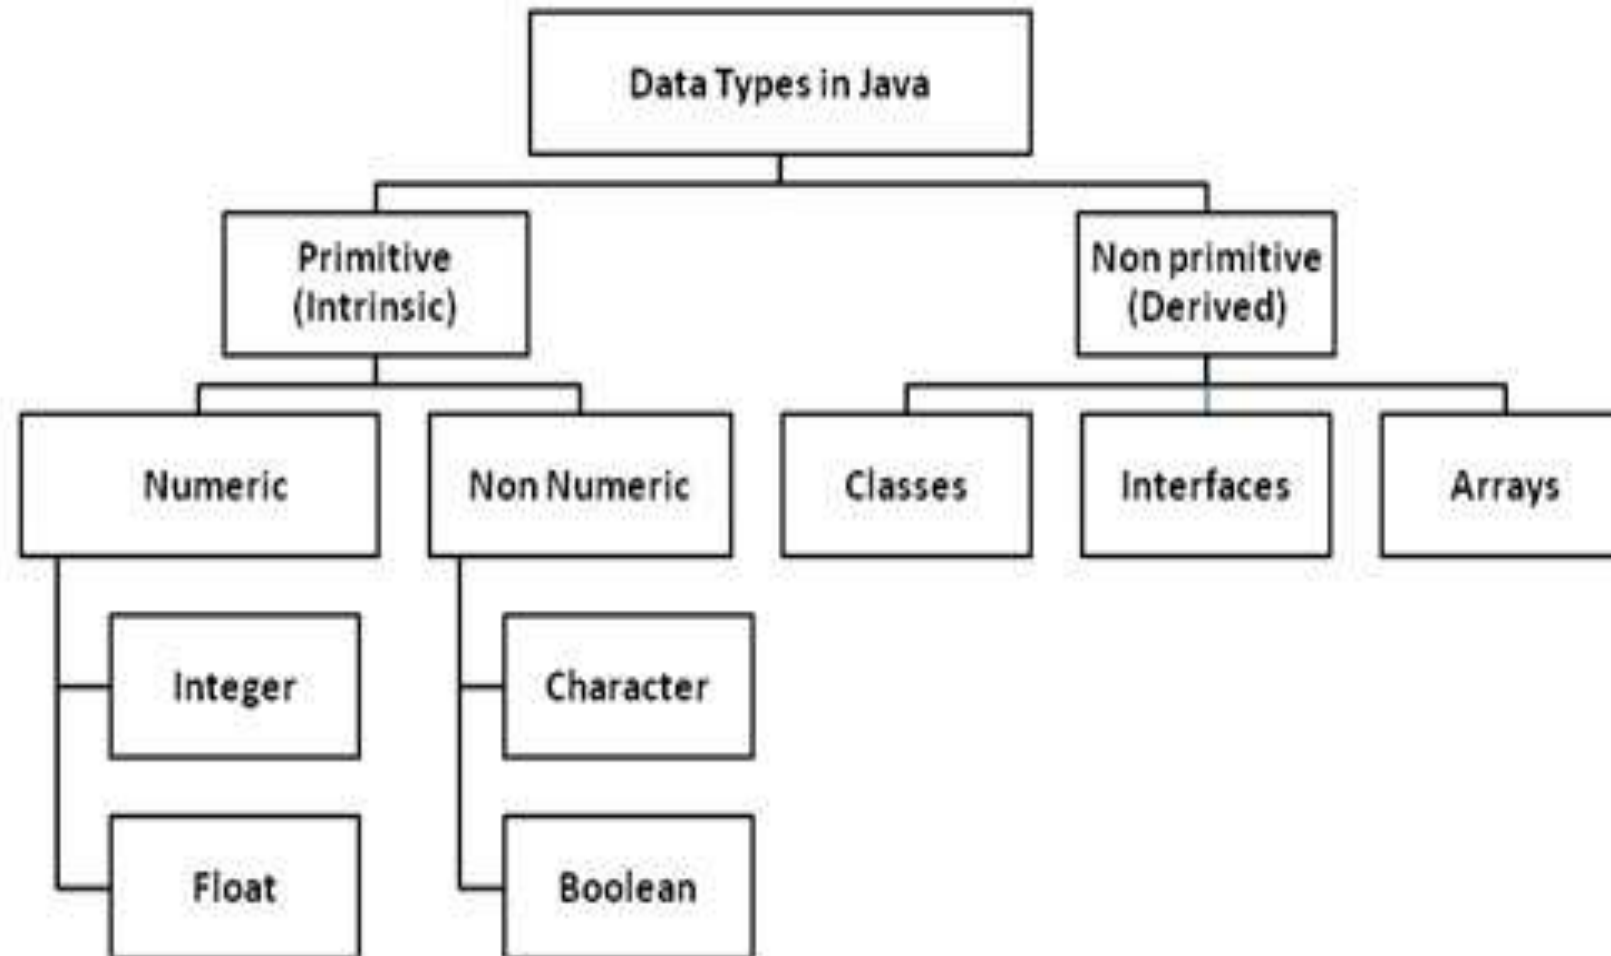 Data Types in Java
Primitive
(Intrinsic)
Non primitive
(Derived)
Numeric
Non Numeric
Classes
Interfaces
Arrays
Integer
Character
Float
Boolean